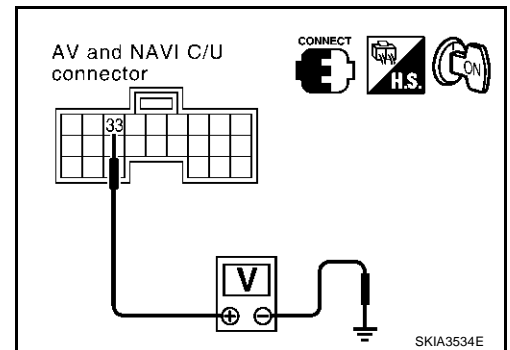 AV and NAVI C/U
connector
CONNECT
H.S.
ON
33
V
SKIA3534E